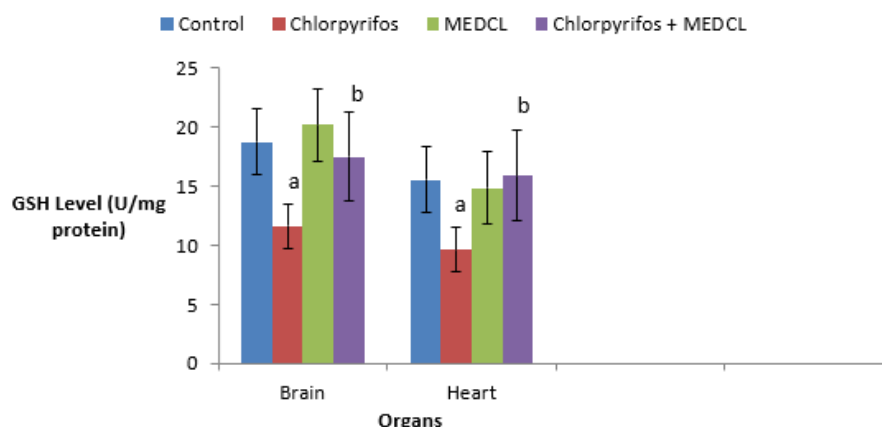 Control Chlorpyrifos MEDCL Chlorpyrifos + MEDCL
25
20
15
10
5
0
GSH Level (U/mg
protein)
a
b
a
b
Brain Heart
Organs